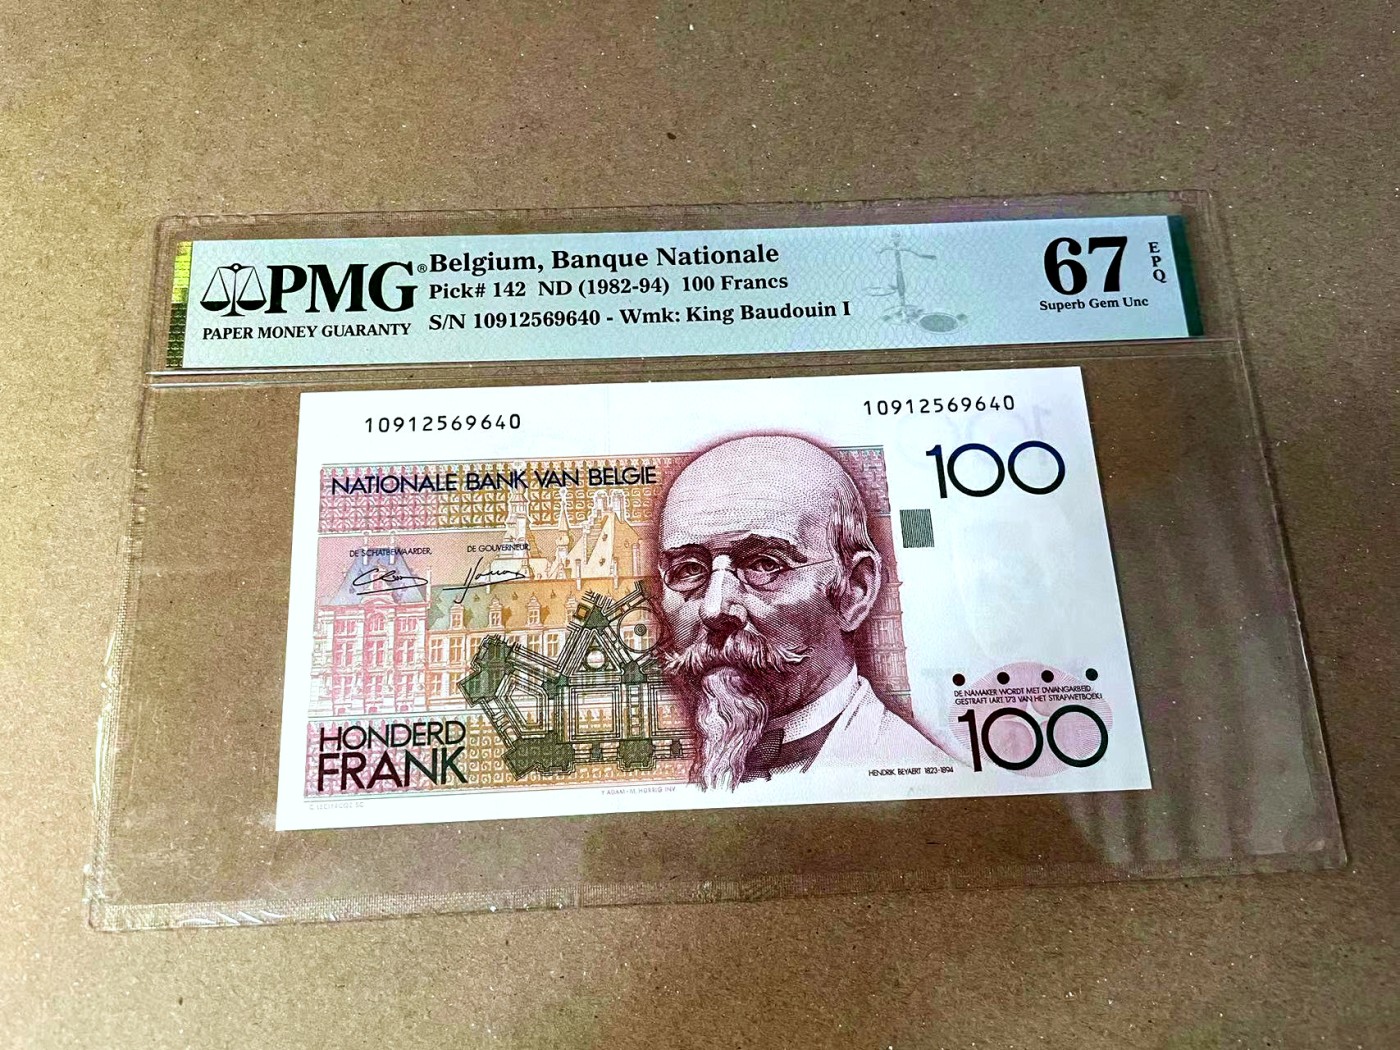 PMG®
PAPER MONEY GUARANTY
Belgium, Banque Nationale
Pick# 142 ND (1982-94) 100 Francs
S/N 10912569640 - Wmk: King Baudouin I
67
EPQ
Superb Gem Unc
10912569640
10912569640
NATIONALE BANK VAN BELGIE
100
DE SCHATBEWAARDER,
DE GOUVERNEUR,
DE NAMAKER WORDT MET DWANGARBEID
GESTRAFT (ART. 173 VAN HET STRAFWETBOEK)
100
HONDERD
FRANK
HENDRIK BEYAERT 1823-1894